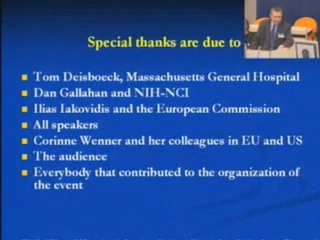 Special thanks are due to
Tom Deisboeck, Massachusetts General Hospital
Dan Gallahan and NIH-NCI
Ilias Iakovidis and the European Commission
All speakers
Corinne Wenner and her colleagues in EU and US
The audience
Everybody that contributed to the organization of
the event